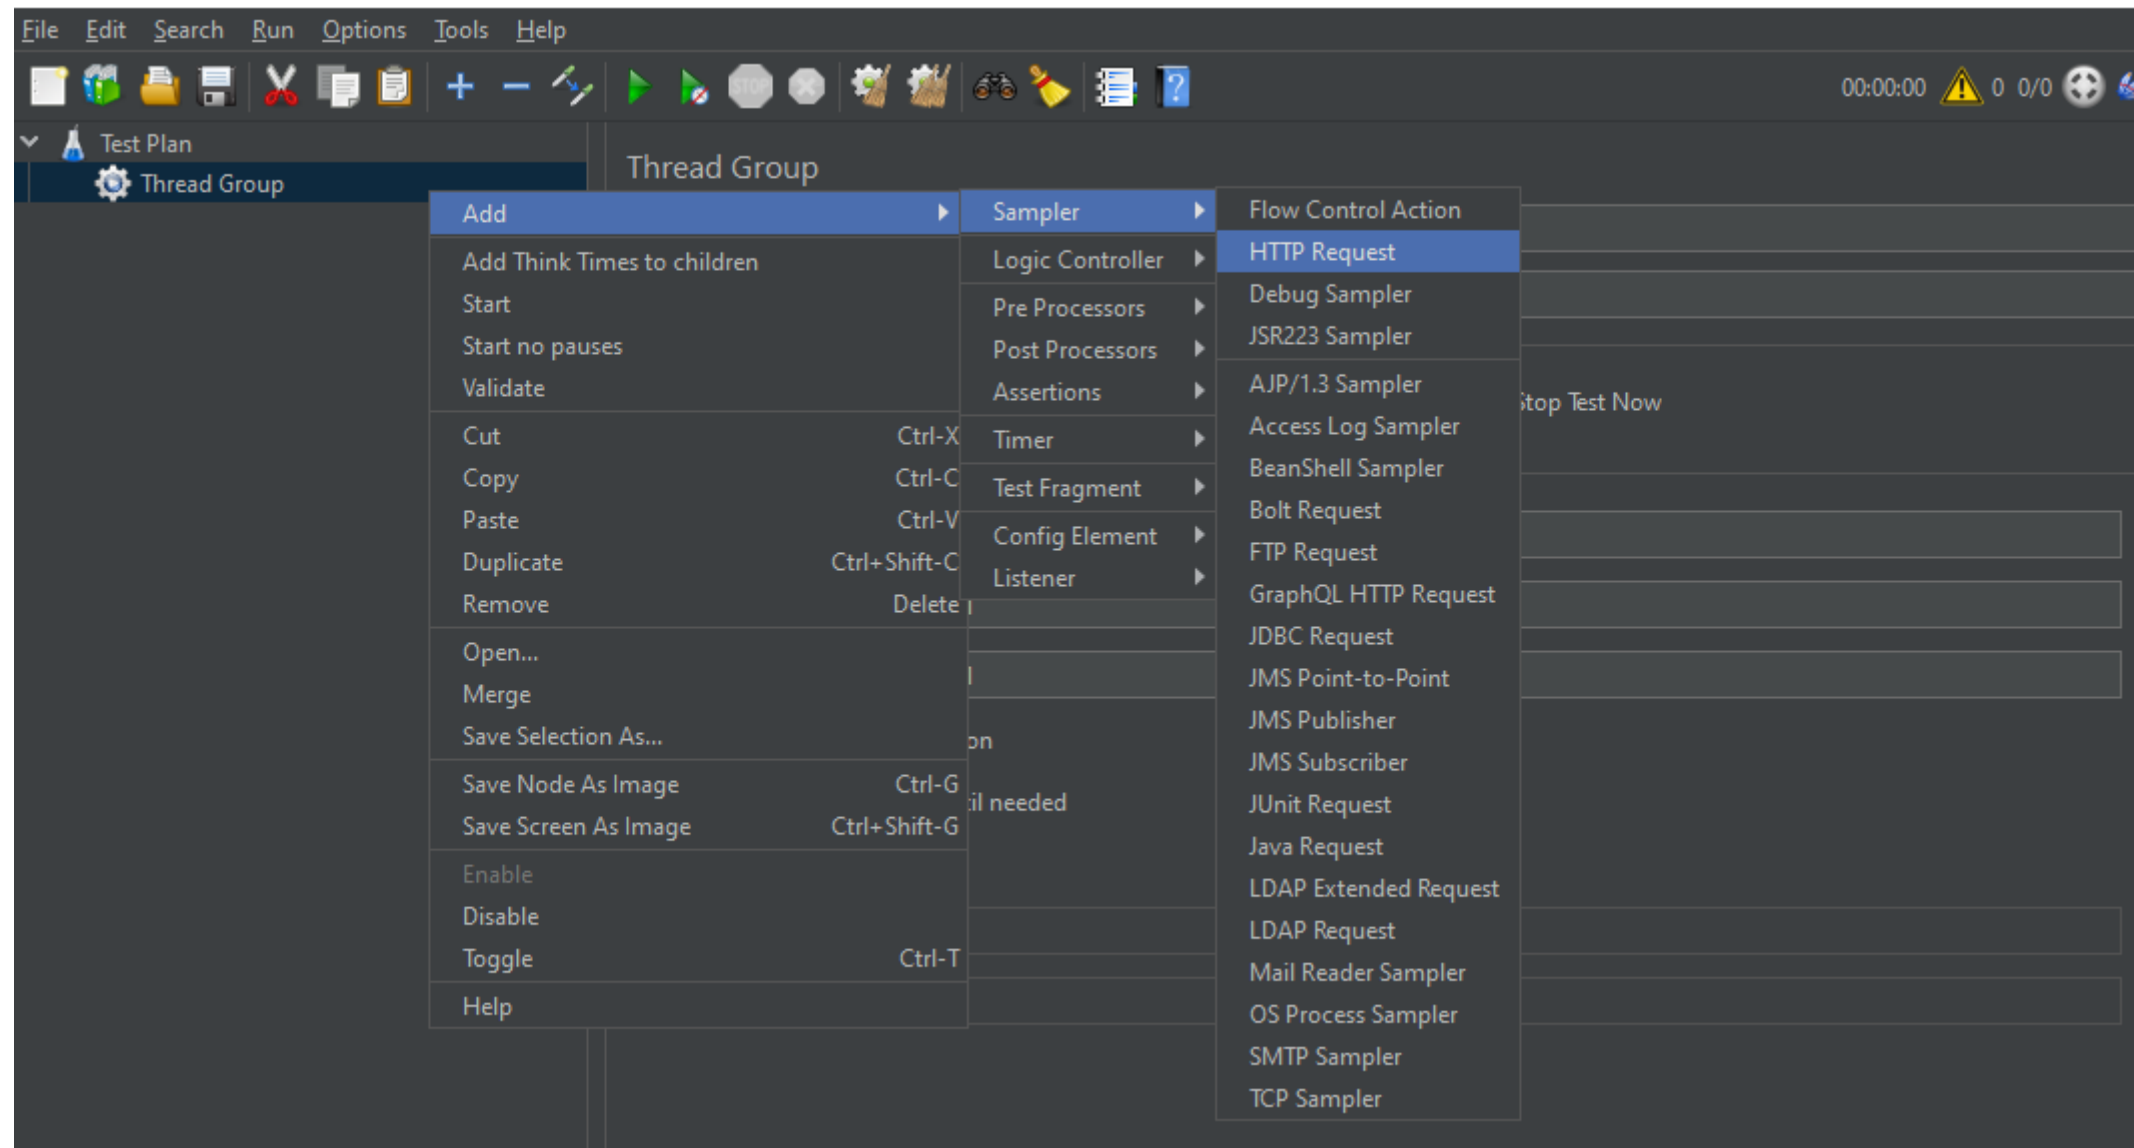 File Edit Search Run Options Tools Help
STOP
00:00:00 0 0/0
Test Plan
Thread Group
Thread Group
Add
Add Think Times to children
Start
Start no pauses
Validate
Cut Ctrl-X
Copy Ctrl-C
Paste Ctrl-V
Duplicate Ctrl+Shift-C
Remove Delete
Open...
Merge
Save Selection As...
Save Node As Image Ctrl-G
Save Screen As Image Ctrl+Shift-G
Enable
Disable
Toggle Ctrl-T
Help
Sampler
Logic Controller
Pre Processors
Post Processors
Assertions
Timer
Test Fragment
Config Element
Listener
Flow Control Action
HTTP Request
Debug Sampler
JSR223 Sampler
AJP/1.3 Sampler
Access Log Sampler
BeanShell Sampler
Bolt Request
FTP Request
GraphQL HTTP Request
JDBC Request
JMS Point-to-Point
JMS Publisher
JMS Subscriber
JUnit Request
Java Request
LDAP Extended Request
LDAP Request
Mail Reader Sampler
OS Process Sampler
SMTP Sampler
TCP Sampler
Stop Test Now
on
il needed